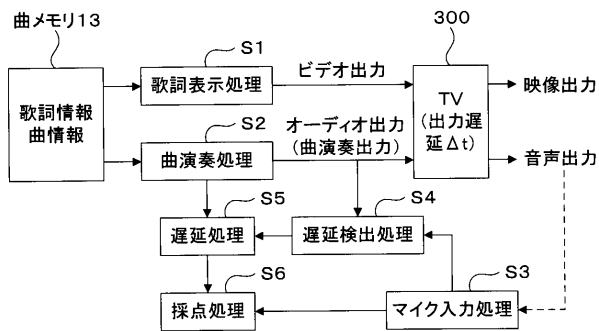 曲メモリ13
歌詞情報
曲情報
S1
歌詞表示処理
ビデオ出力
300
TV
(出力遅
延Δt)
映像出力
S2
曲演奏処理
オーディオ出力
(曲演奏出力)
音声出力
S5
遅延処理
S4
遅延検出処理
S6
採点処理
S3
マイク入力処理